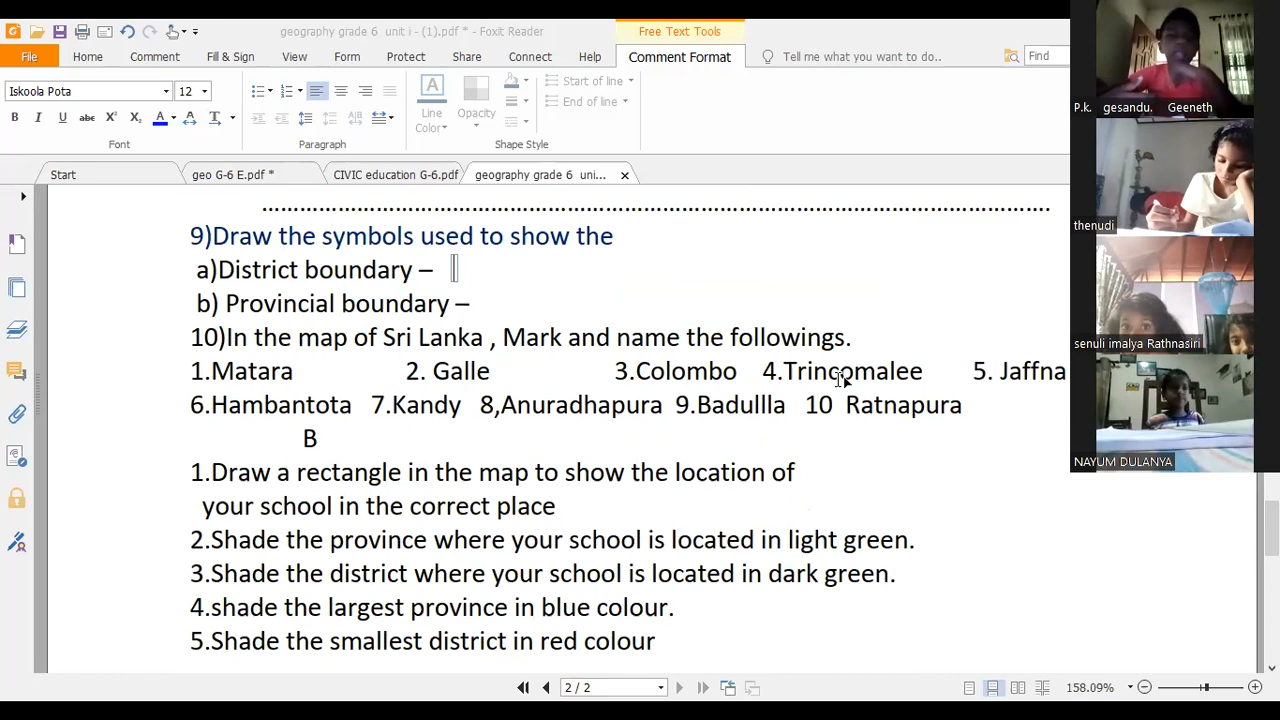 geography grade 6 unit i - (1).pdf * - Foxit Reader
Free Text Tools
File Home Comment Fill & Sign View Form Protect Share Connect Help Comment Format Tell me what you want to do.. Find
Iskoola Pota 12
Start of line
End of line
B I U abc X² X₂ A A T
Line Color
Opacity
Font Paragraph Shape Style
Start geo G-6 E.pdf * CIVIC education G-6.pdf geography grade 6 uni...
9)Draw the symbols used to show the
a)District boundary –
b) Provincial boundary –
10)In the map of Sri Lanka , Mark and name the followings.
1.Matara 2. Galle 3.Colombo 4.Trincomalee 5. Jaffna
6.Hambantota 7.Kandy 8,Anuradhapura 9.Badullla 10 Ratnapura
B
1.Draw a rectangle in the map to show the location of
your school in the correct place
2.Shade the province where your school is located in light green.
3.Shade the district where your school is located in dark green.
4.shade the largest province in blue colour.
5.Shade the smallest district in red colour
2 / 2
158.09%
P.k. gesandu. Geeneth
thenudi
senuli imalya Rathnasiri
NAYUM DULANYA